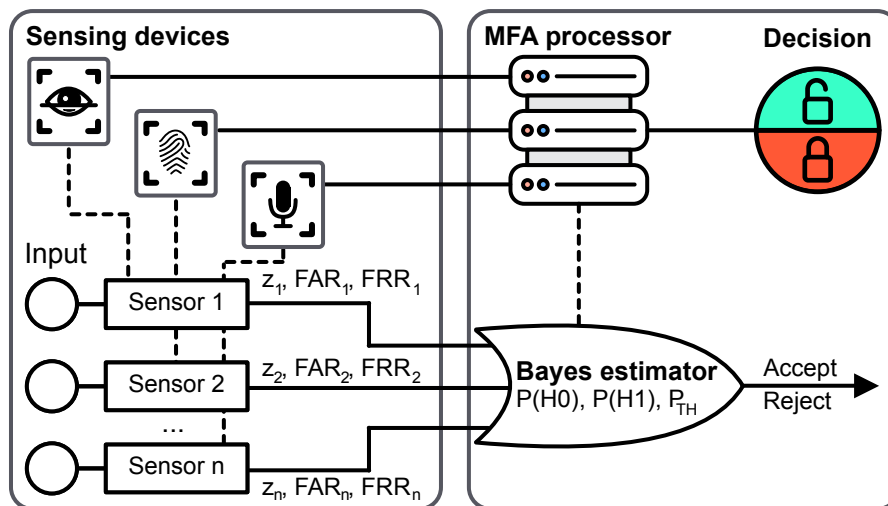 Sensing devices
MFA processor
Decision
Input
Sensor 1
z₁, FAR₁, FRR₁
Sensor 2
z₂, FAR₂, FRR₂
...
Sensor n
zₙ, FARₙ, FRRₙ
Bayes estimator
P(H0), P(H1), P_TH
Accept
Reject